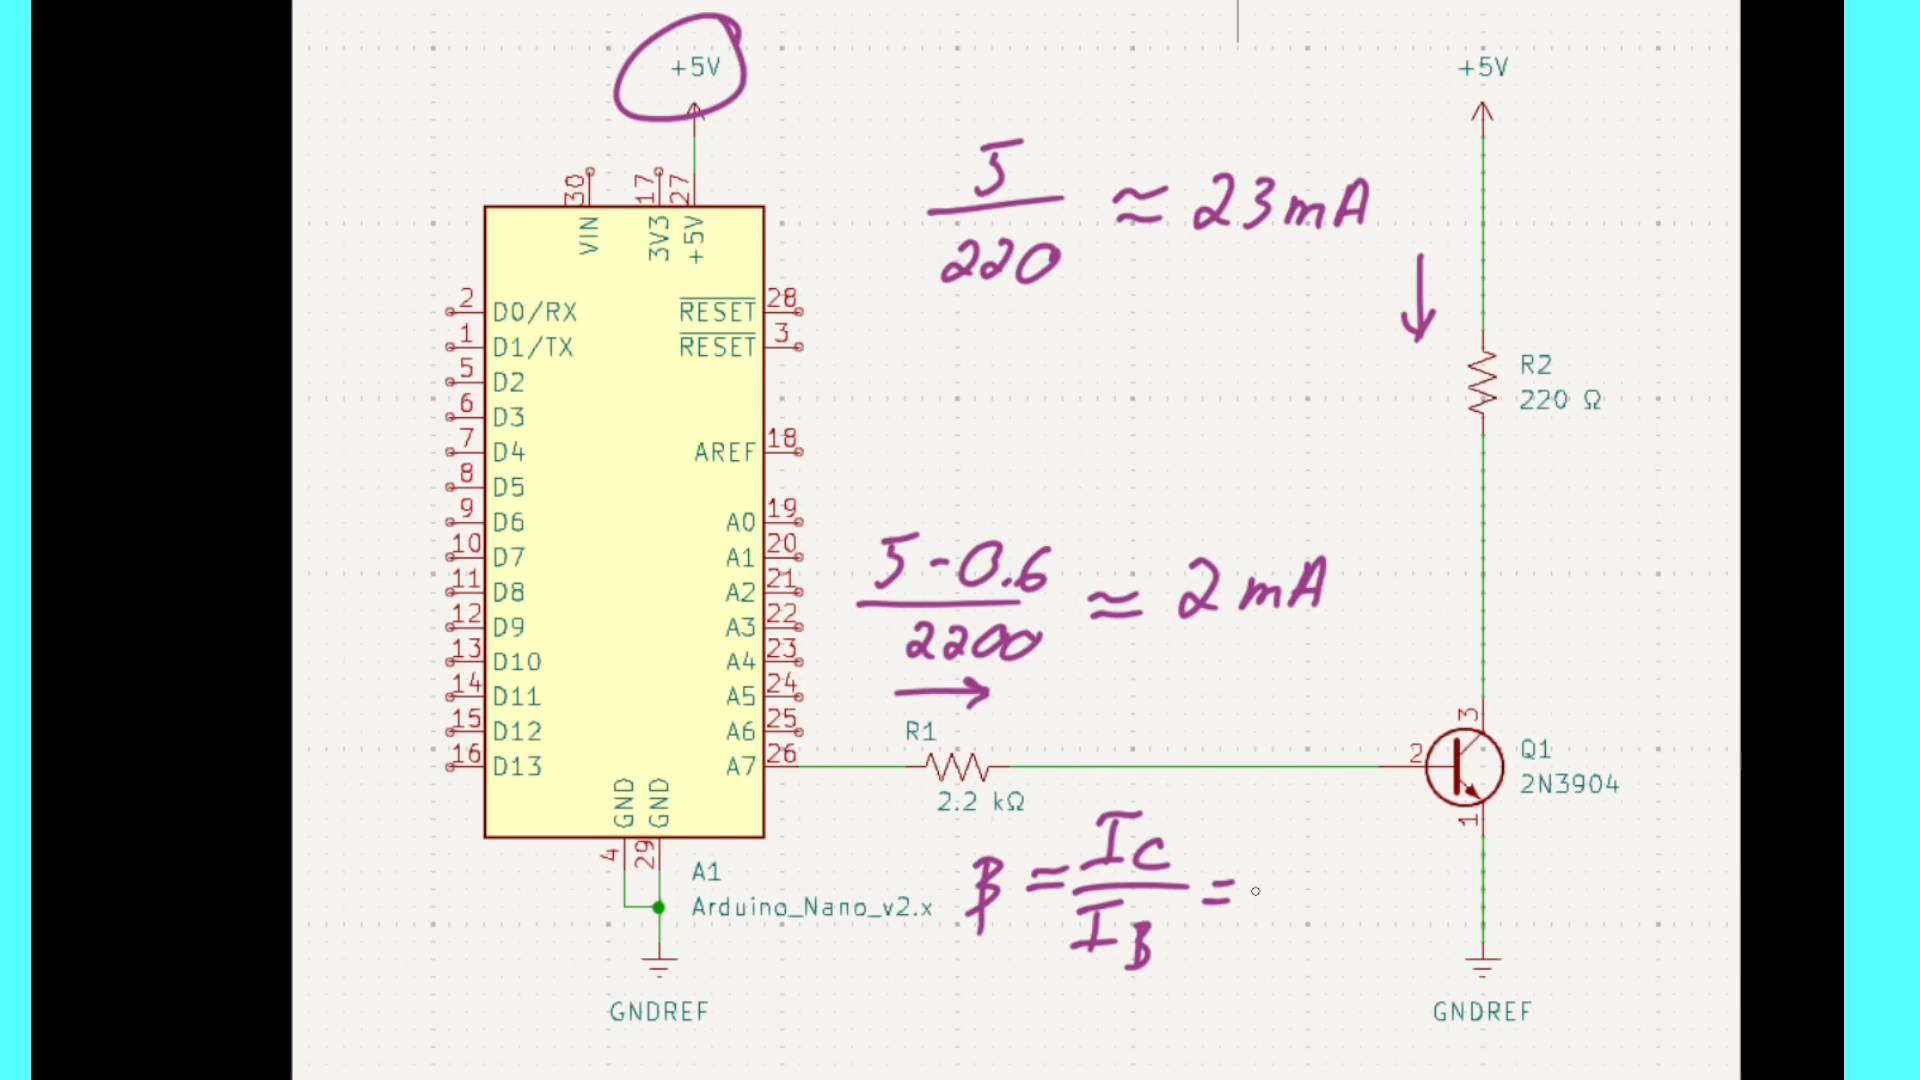 +5V
+5V
5
220
≈ 23mA
30
17
27
VIN
3V3
+5V
2 D0/RX
RESET 28
1 D1/TX
RESET 3
5 D2
6 D3
7 D4
AREF 18
8 D5
9 D6
A0 19
10 D7
A1 20
11 D8
A2 21
12 D9
A3 22
13 D10
A4 23
14 D11
A5 24
15 D12
A6 25
16 D13
A7 26
GND
GND
4
29
R2
220 Ω
5-0.6
2200
≈ 2mA
R1
2.2 kΩ
3
2
1
Q1
2N3904
A1
Arduino_Nano_v2.x
β = IC
IB
=
GNDREF
GNDREF